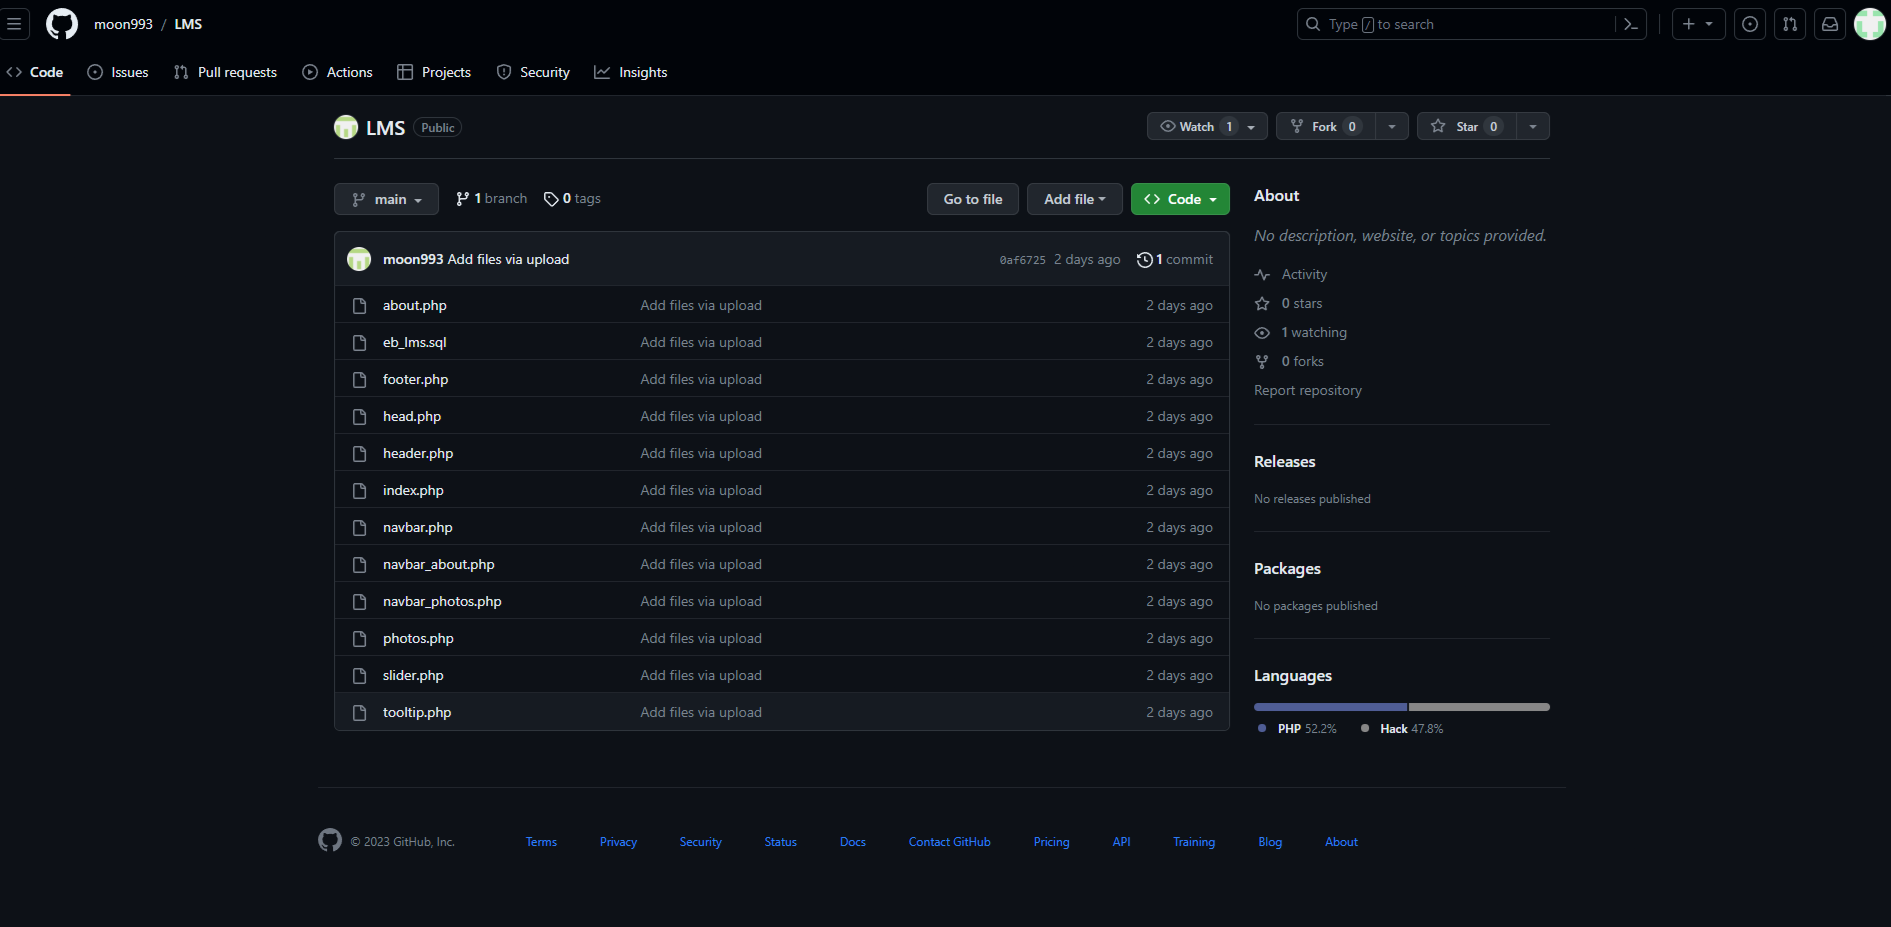 moon993 / LMS
Type / to search
Code Issues Pull requests Actions Projects Security Insights
LMS Public
Watch 1 Fork 0 Star 0
main 1 branch 0 tags Go to file Add file Code
moon993 Add files via upload 0af6725 2 days ago 1 commit
about.php Add files via upload 2 days ago
eb_lms.sql Add files via upload 2 days ago
footer.php Add files via upload 2 days ago
head.php Add files via upload 2 days ago
header.php Add files via upload 2 days ago
index.php Add files via upload 2 days ago
navbar.php Add files via upload 2 days ago
navbar_about.php Add files via upload 2 days ago
navbar_photos.php Add files via upload 2 days ago
photos.php Add files via upload 2 days ago
slider.php Add files via upload 2 days ago
tooltip.php Add files via upload 2 days ago
About
No description, website, or topics provided.
Activity
0 stars
1 watching
0 forks
Report repository
Releases
No releases published
Packages
No packages published
Languages
PHP 52.2% Hack 47.8%
© 2023 GitHub, Inc. Terms Privacy Security Status Docs Contact GitHub Pricing API Training Blog About